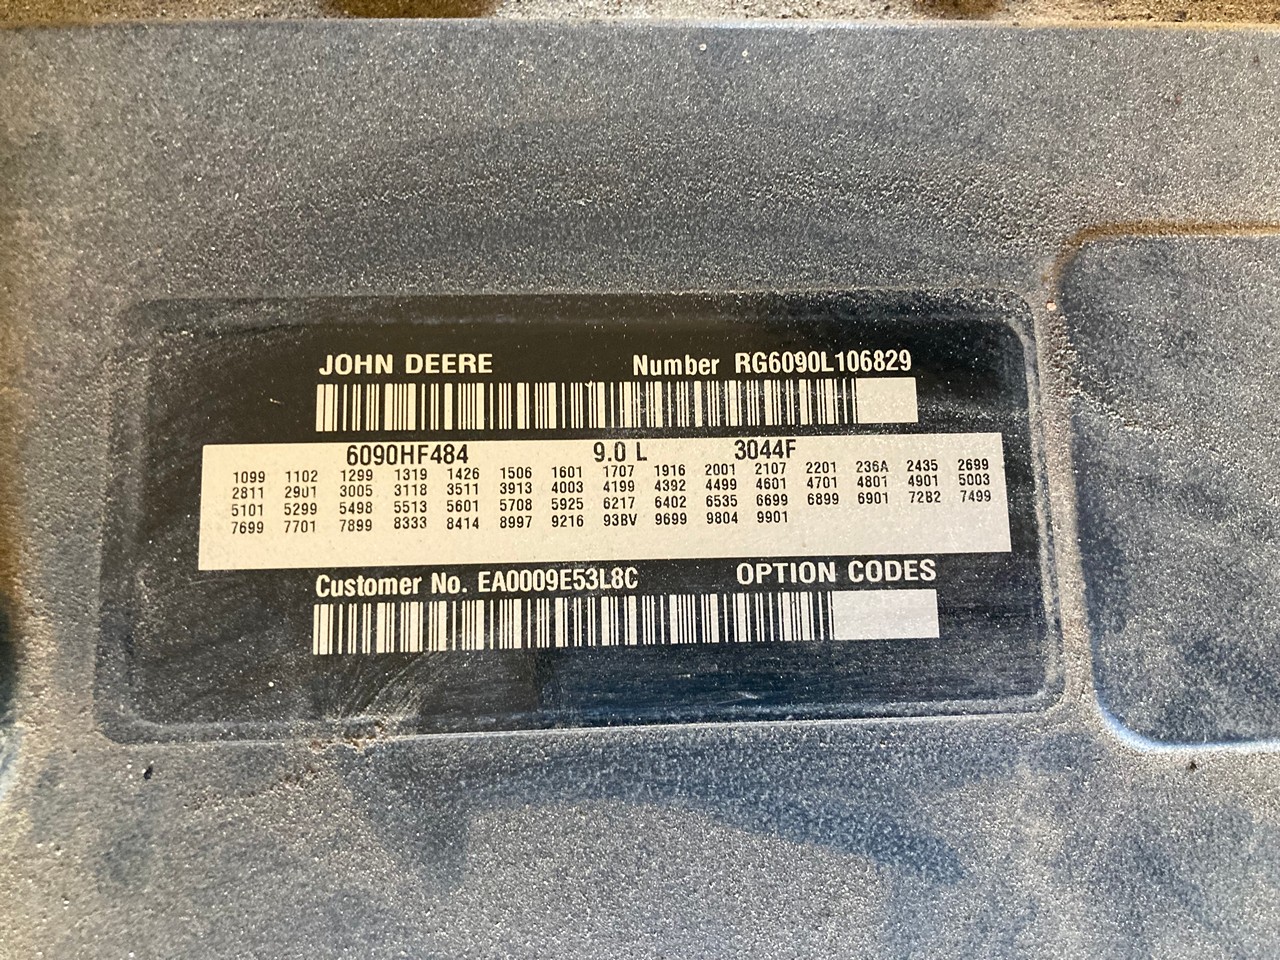 JOHN DEERE Number RG6090L106829
6090HF484 9.0 L 3044F
1099 1102 1299 1319 1426 1506 1601 1707 1916 2001 2107 2201 236A 2435 2699
2811 2901 3005 3118 3511 3913 4003 4199 4392 4499 4601 4701 4801 4901 5003
5101 5299 5498 5513 5601 5708 5925 6217 6402 6535 6699 6899 6901 72B2 7499
7699 7701 7899 8333 8414 8997 9216 93BV 9699 9804 9901
Customer No. EA0009E53L8C OPTION CODES